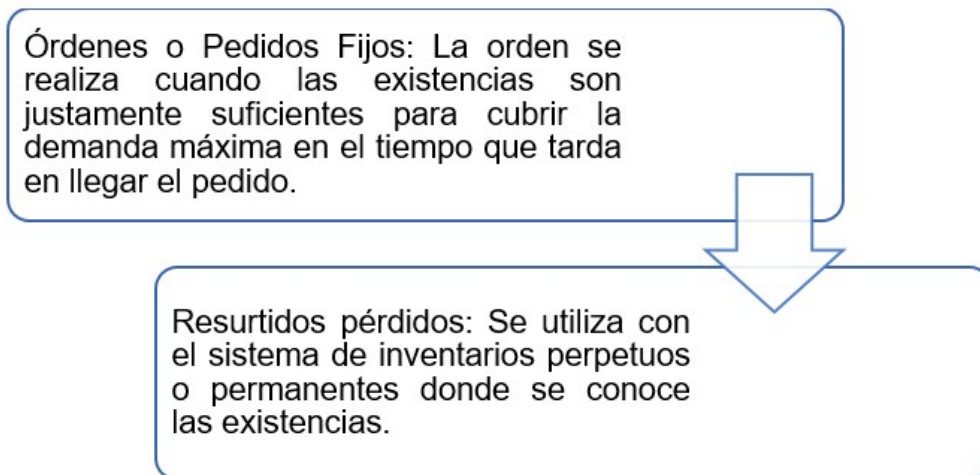 Órdenes o Pedidos Fijos: La orden se
realiza cuando las existencias son
justamente suficientes para cubrir la
demanda máxima en el tiempo que tarda
en llegar el pedido.
Resurtidos pérdidos: Se utiliza con
el sistema de inventarios perpetuos
o permanentes donde se conoce
las existencias.